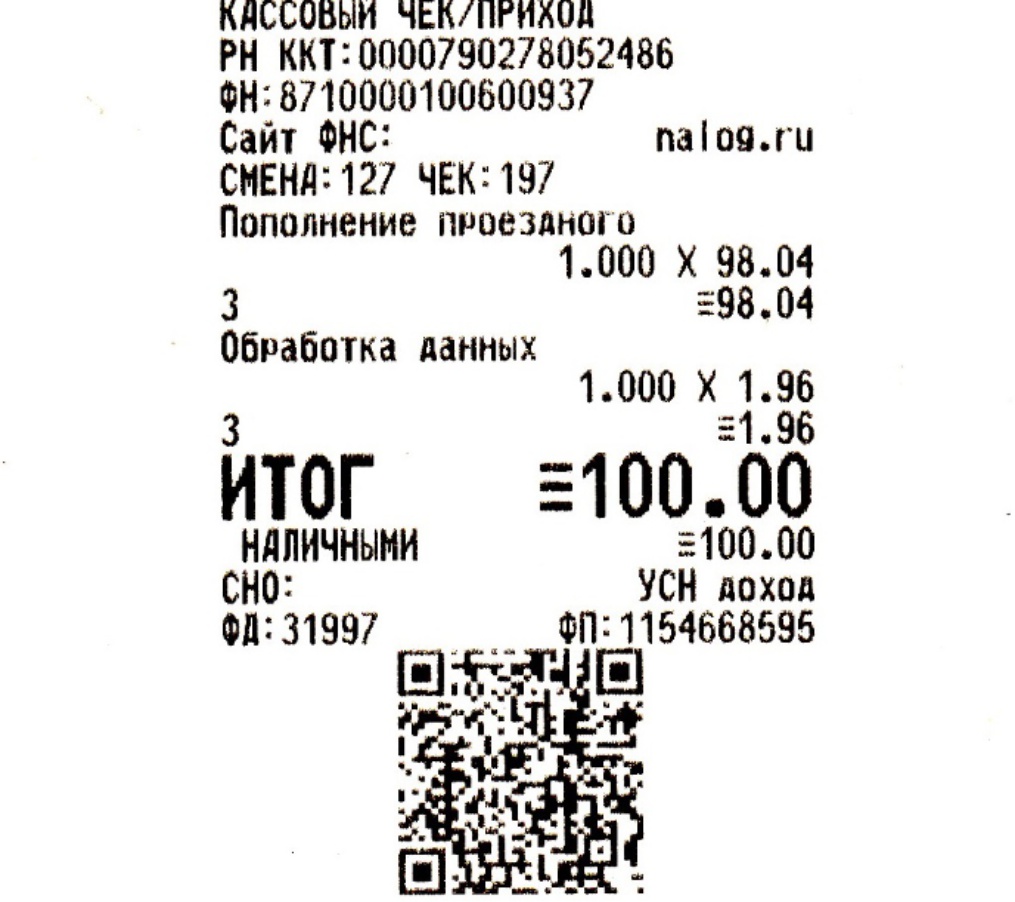 КАССОВЫЙ ЧЕК/ПРИХОД
РН ККТ:0000790278052486
ФН:8710000100600937
Сайт ФНС: nalog.ru
СМЕНА:127 ЧЕК:197
Пополнение проездного
1.000 X 98.04
3 ≡98.04
Обработка данных
1.000 X 1.96
3 ≡1.96
ИТОГ ≡100.00
НАЛИЧНЫМИ ≡100.00
СНО: УСН доход
ФД:31997 ФП:1154668595